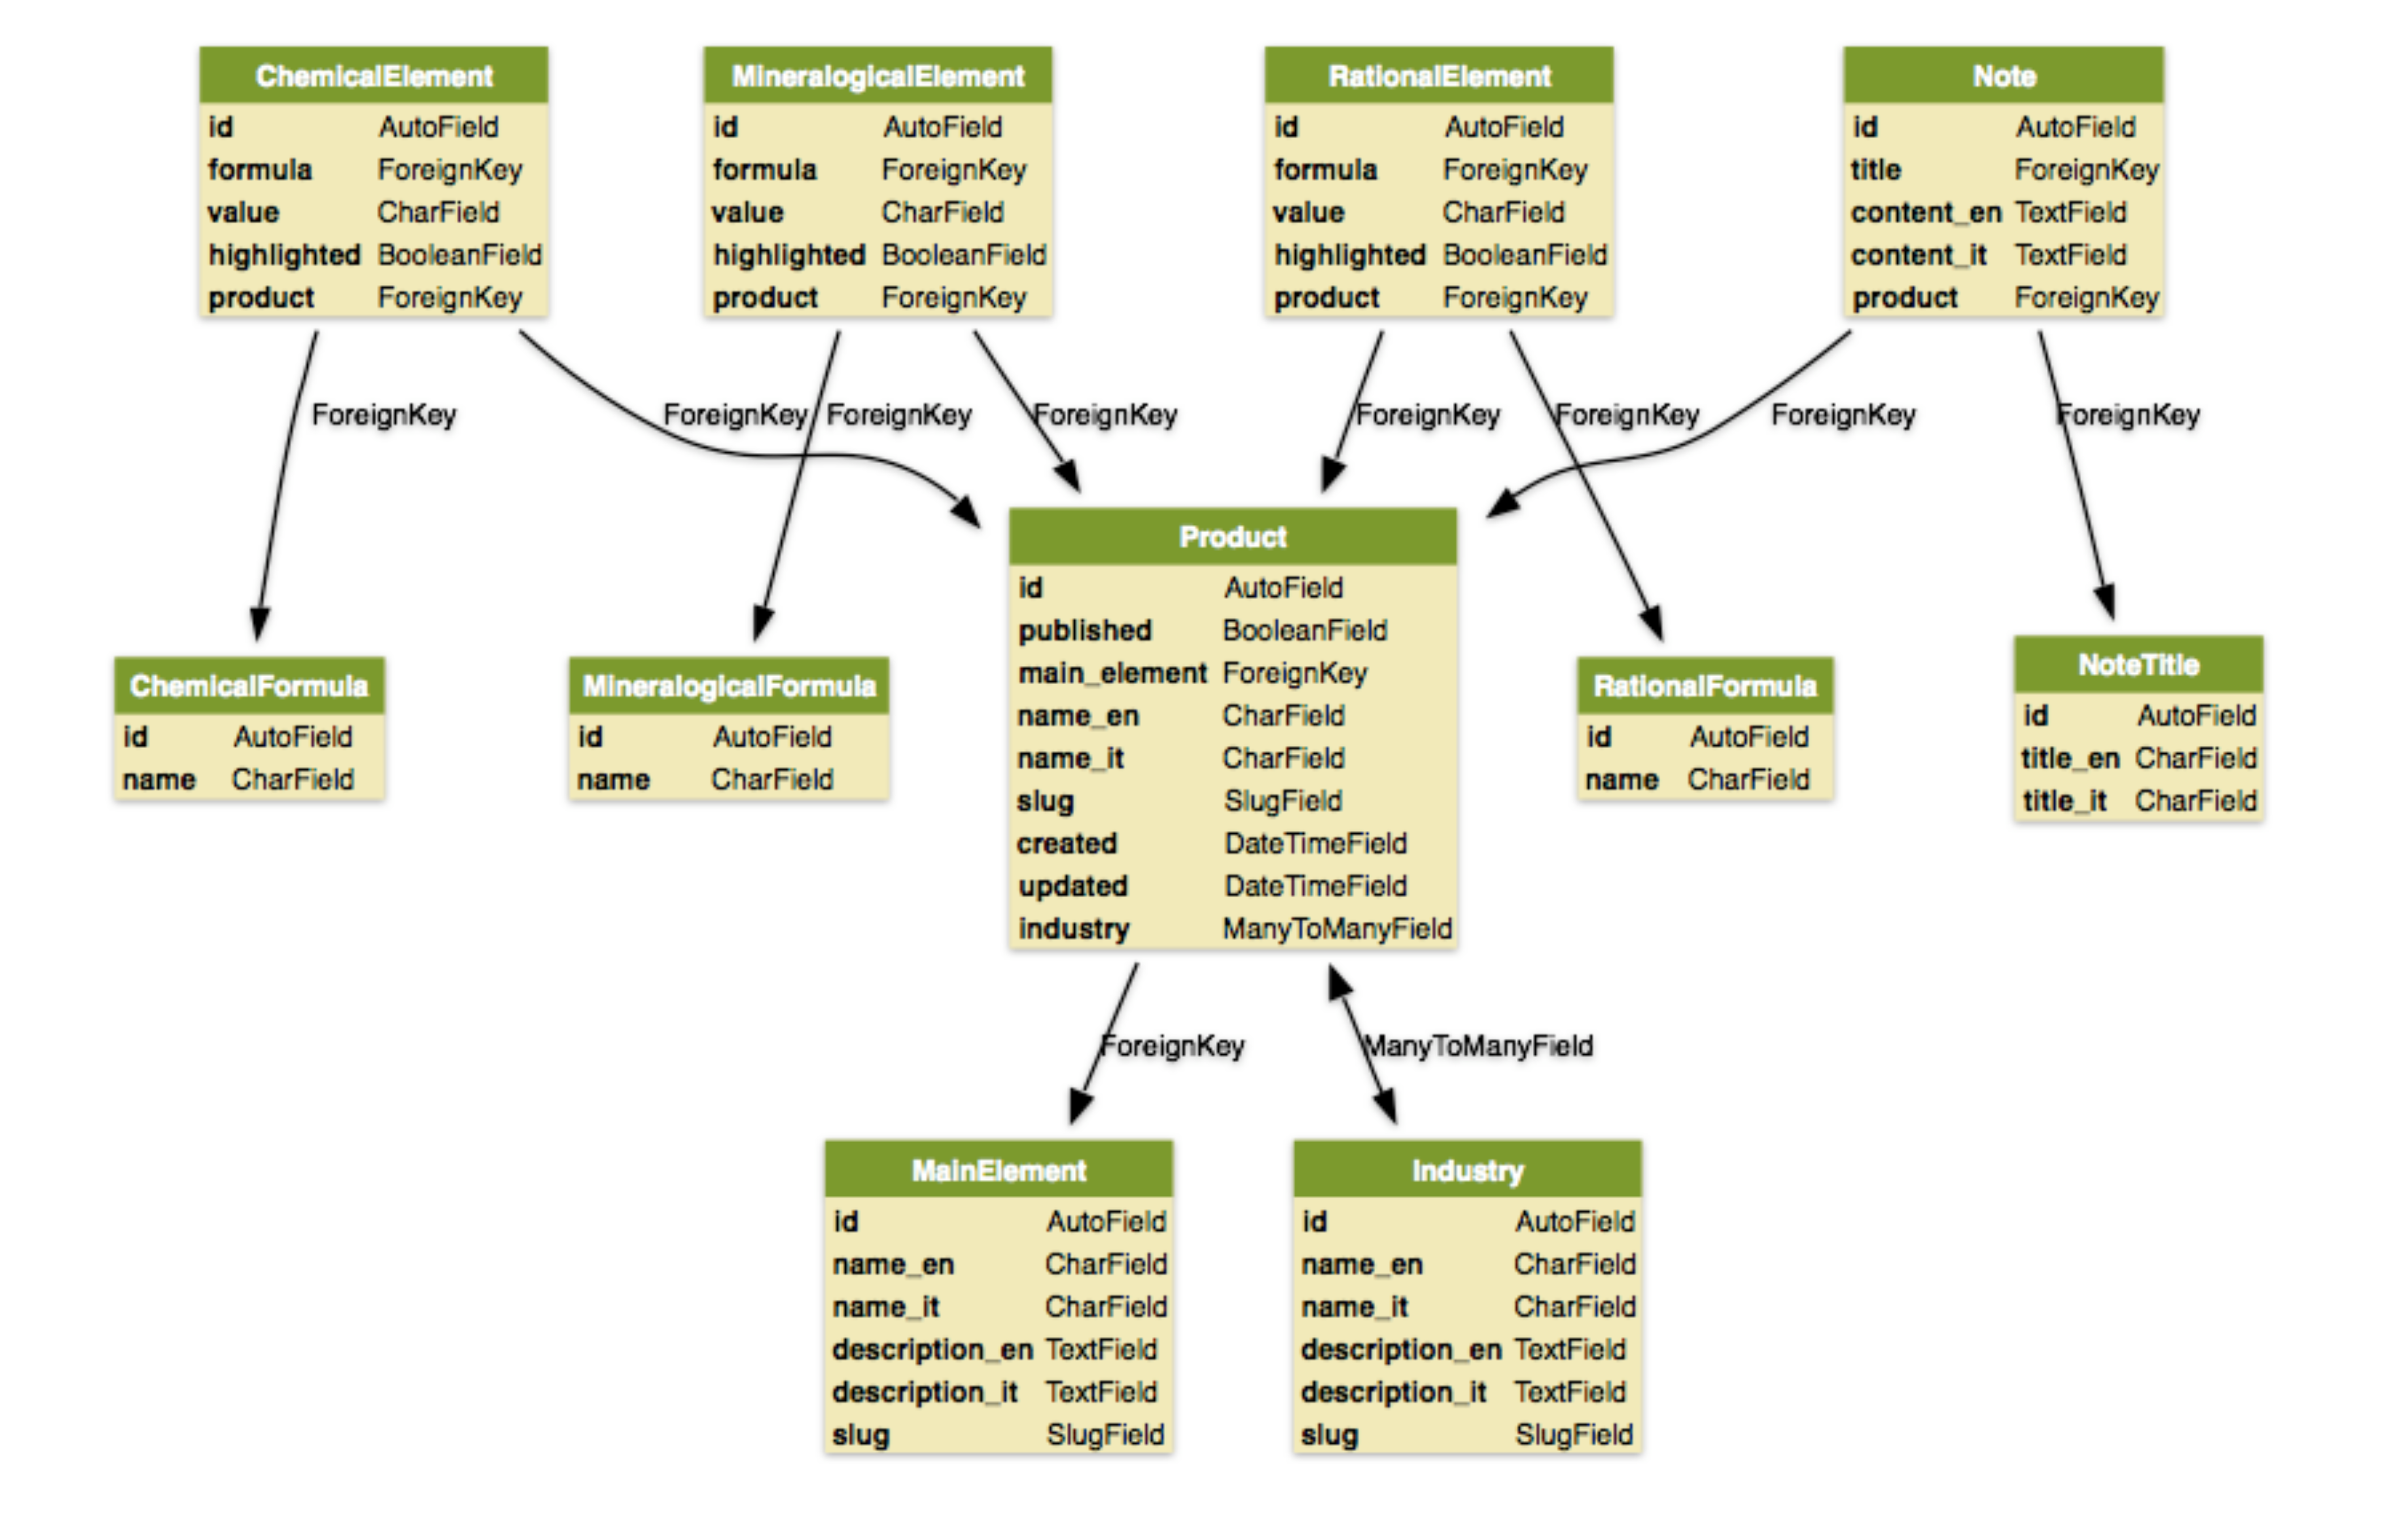 ChemicalElement
id AutoField
formula ForeignKey
value CharField
highlighted BooleanField
product ForeignKey
MineralogicalElement
id AutoField
formula ForeignKey
value CharField
highlighted BooleanField
product ForeignKey
RationalElement
id AutoField
formula ForeignKey
value CharField
highlighted BooleanField
product ForeignKey
Note
id AutoField
title ForeignKey
content_en TextField
content_it TextField
product ForeignKey
ForeignKey
ForeignKey
ForeignKey
ForeignKey
ForeignKey
ForeignKey
ForeignKey
ForeignKey
ChemicalFormula
id AutoField
name CharField
MineralogicalFormula
id AutoField
name CharField
Product
id AutoField
published BooleanField
main_element ForeignKey
name_en CharField
name_it CharField
slug SlugField
created DateTimeField
updated DateTimeField
industry ManyToManyField
RationalFormula
id AutoField
name CharField
NoteTitle
id AutoField
title_en CharField
title_it CharField
ForeignKey
ManyToManyField
MainElement
id AutoField
name_en CharField
name_it CharField
description_en TextField
description_it TextField
slug SlugField
Industry
id AutoField
name_en CharField
name_it CharField
description_en TextField
description_it TextField
slug SlugField